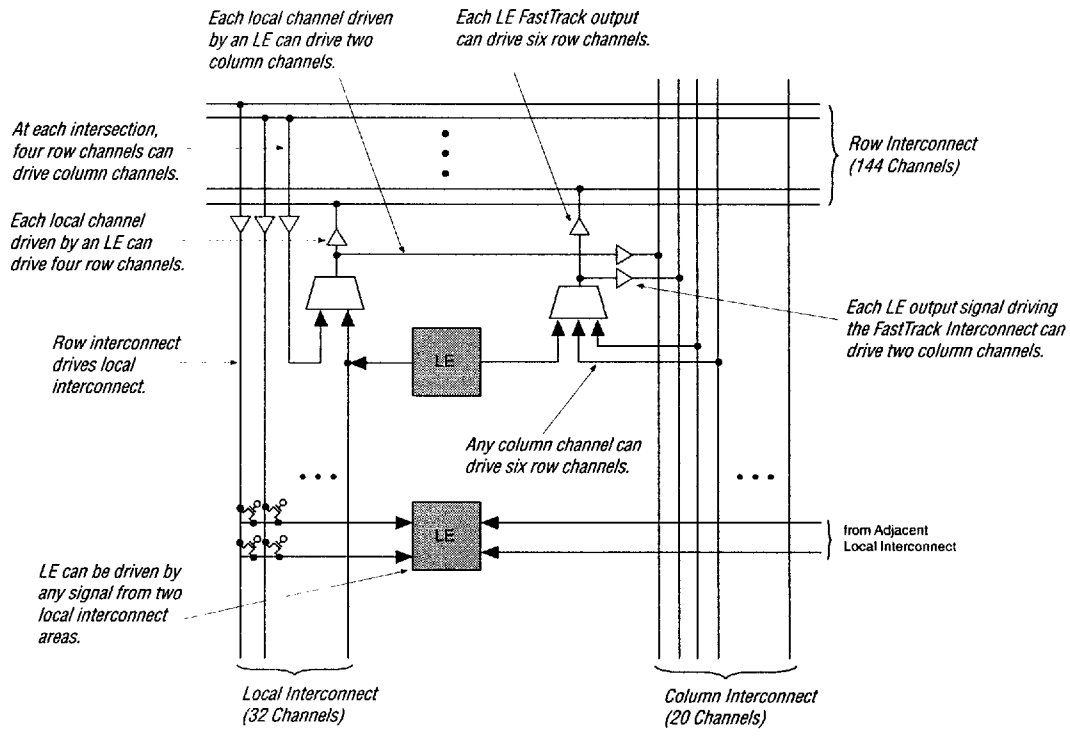 Each local channel driven
by an LE can drive two
column channels.
Each LE FastTrack output
can drive six row channels.
At each intersection,
four row channels can
drive column channels.
Row Interconnect
(144 Channels)
Each local channel
driven by an LE can
drive four row channels.
Each LE output signal driving
the FastTrack Interconnect can
drive two column channels.
Row interconnect
drives local
interconnect.
LE
Any column channel can
drive six row channels.
LE
from Adjacent
Local Interconnect
LE can be driven by
any signal from two
local interconnect
areas.
Local Interconnect
(32 Channels)
Column Interconnect
(20 Channels)